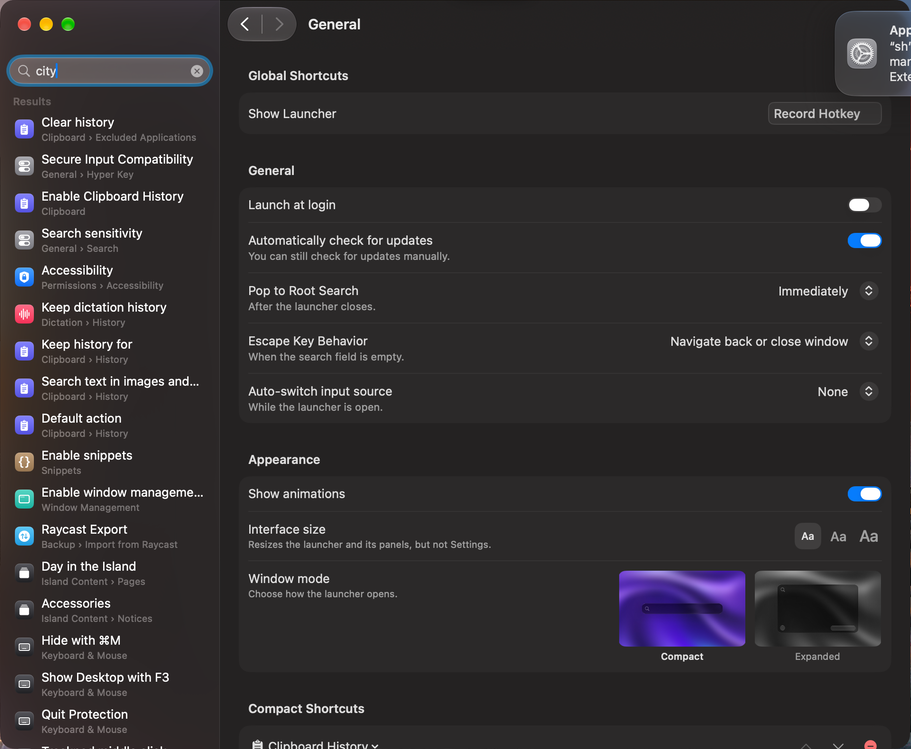 General
App
"sh"
man
Exte
city
Results
Clear history
Clipboard › Excluded Applications
Secure Input Compatibility
General › Hyper Key
Enable Clipboard History
Clipboard
Search sensitivity
General › Search
Accessibility
Permissions › Accessibility
Keep dictation history
Dictation › History
Keep history for
Clipboard › History
Search text in images and...
Clipboard › History
Default action
Clipboard › History
Enable snippets
Snippets
Enable window manageme...
Window Management
Raycast Export
Backup › Import from Raycast
Day in the Island
Island Content › Pages
Accessories
Island Content › Notices
Hide with ⌘M
Keyboard & Mouse
Show Desktop with F3
Keyboard & Mouse
Quit Protection
Keyboard & Mouse
Global Shortcuts
Show Launcher
Record Hotkey
General
Launch at login
Automatically check for updates
You can still check for updates manually.
Pop to Root Search
Immediately
After the launcher closes.
Escape Key Behavior
Navigate back or close window
When the search field is empty.
Auto-switch input source
None
While the launcher is open.
Appearance
Show animations
Interface size
Aa Aa Aa
Resizes the launcher and its panels, but not Settings.
Window mode
Choose how the launcher opens.
Compact
Expanded
Compact Shortcuts
Clipboard History